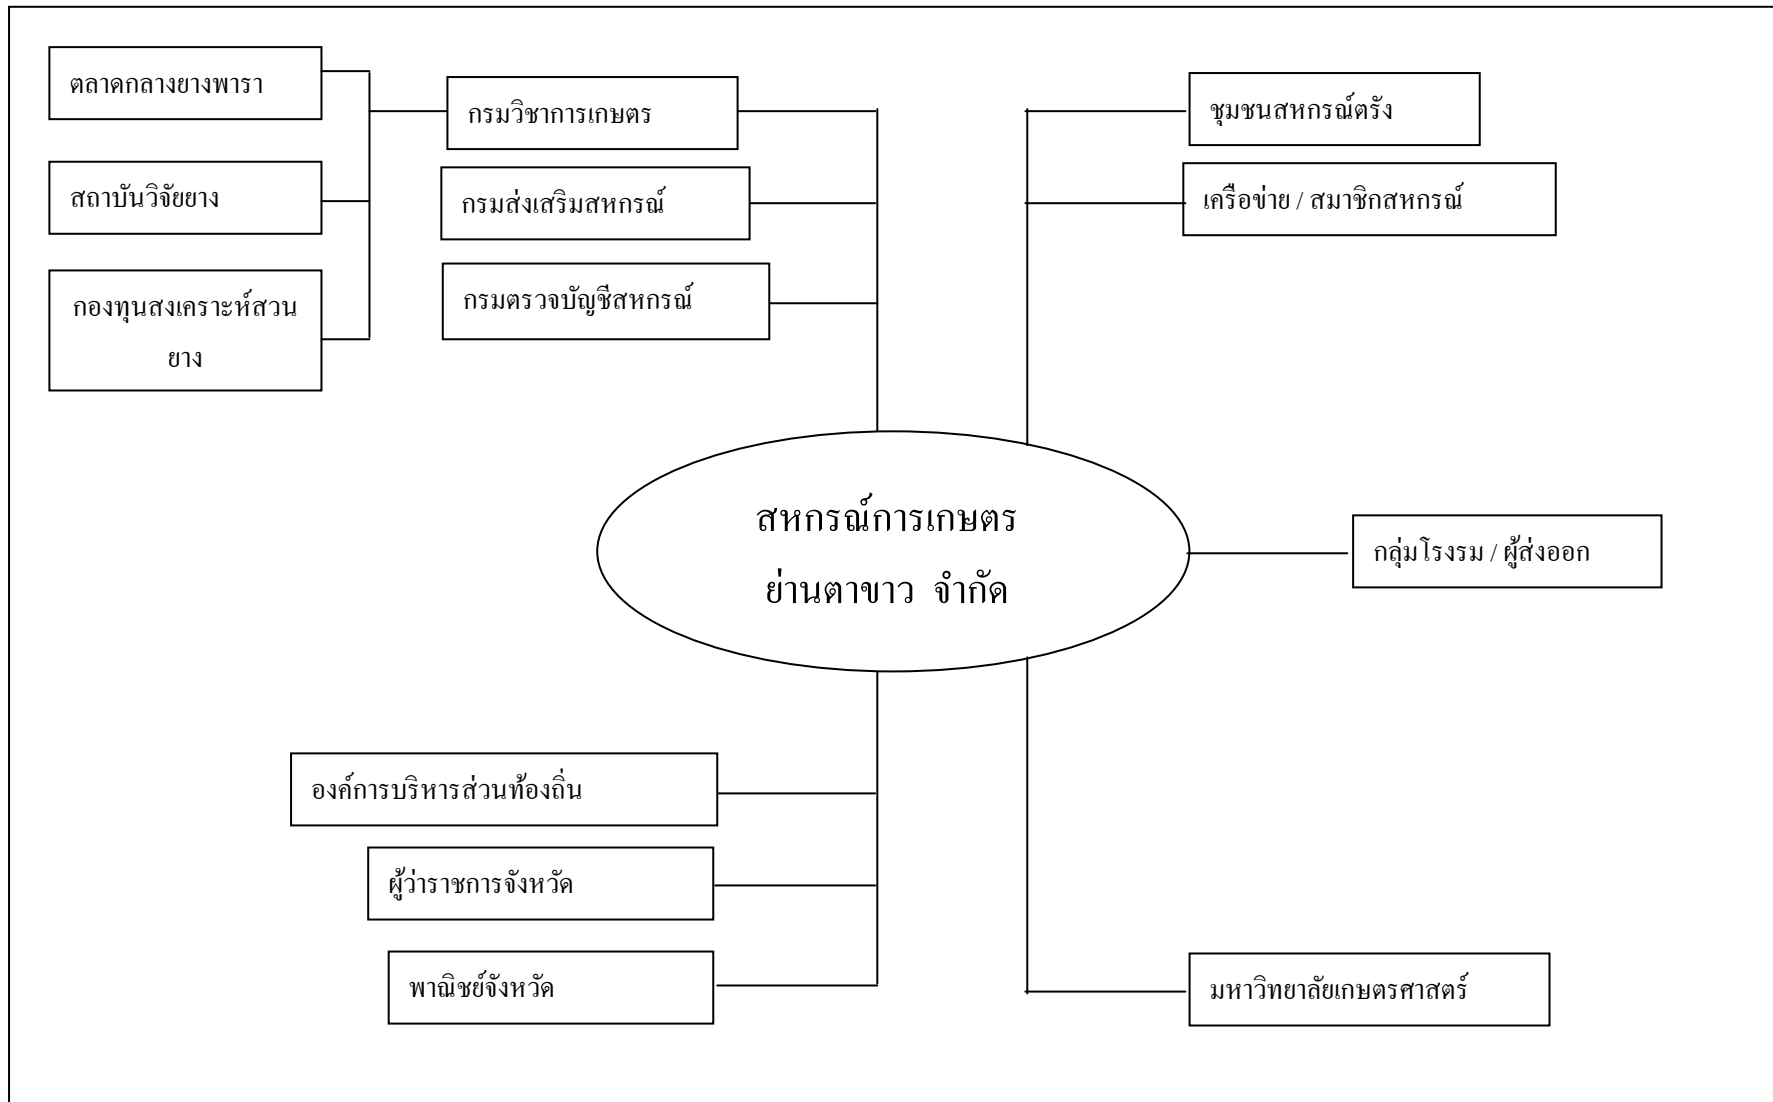 ตลาดกลางยางพารา
กรมวิชาการเกษตร
ชุมชนสหกรณ์ตรัง
สถาบันวิจัยยาง
กรมส่งเสริมสหกรณ์
เครือข่าย / สมาชิกสหกรณ์
กองทุนสงเคราะห์สวน
ยาง
กรมตรวจบัญชีสหกรณ์
สหกรณ์การเกษตร
ย่านตาขาว จำกัด
กลุ่มโรงรม / ผู้ส่งออก
องค์การบริหารส่วนท้องถิ่น
ผู้ว่าราชการจังหวัด
พาณิชย์จังหวัด
มหาวิทยาลัยเกษตรศาสตร์